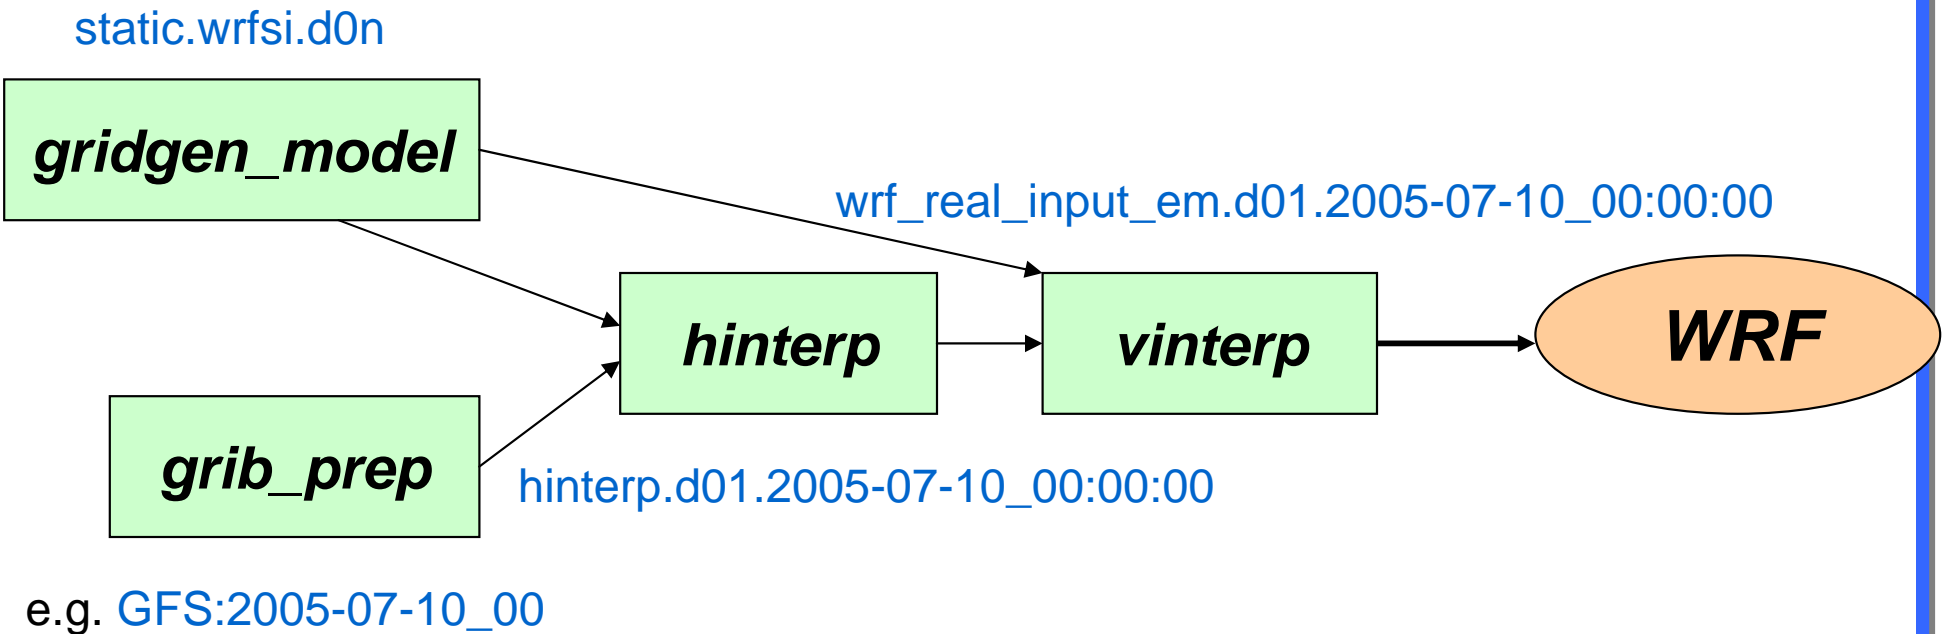 static.wrfsi.d0n
gridgen_model
wrf_real_input_em.d01.2005-07-10_00:00:00
hinterp
vinterp
WRF
grib_prep
hinterp.d01.2005-07-10_00:00:00
e.g. GFS:2005-07-10_00